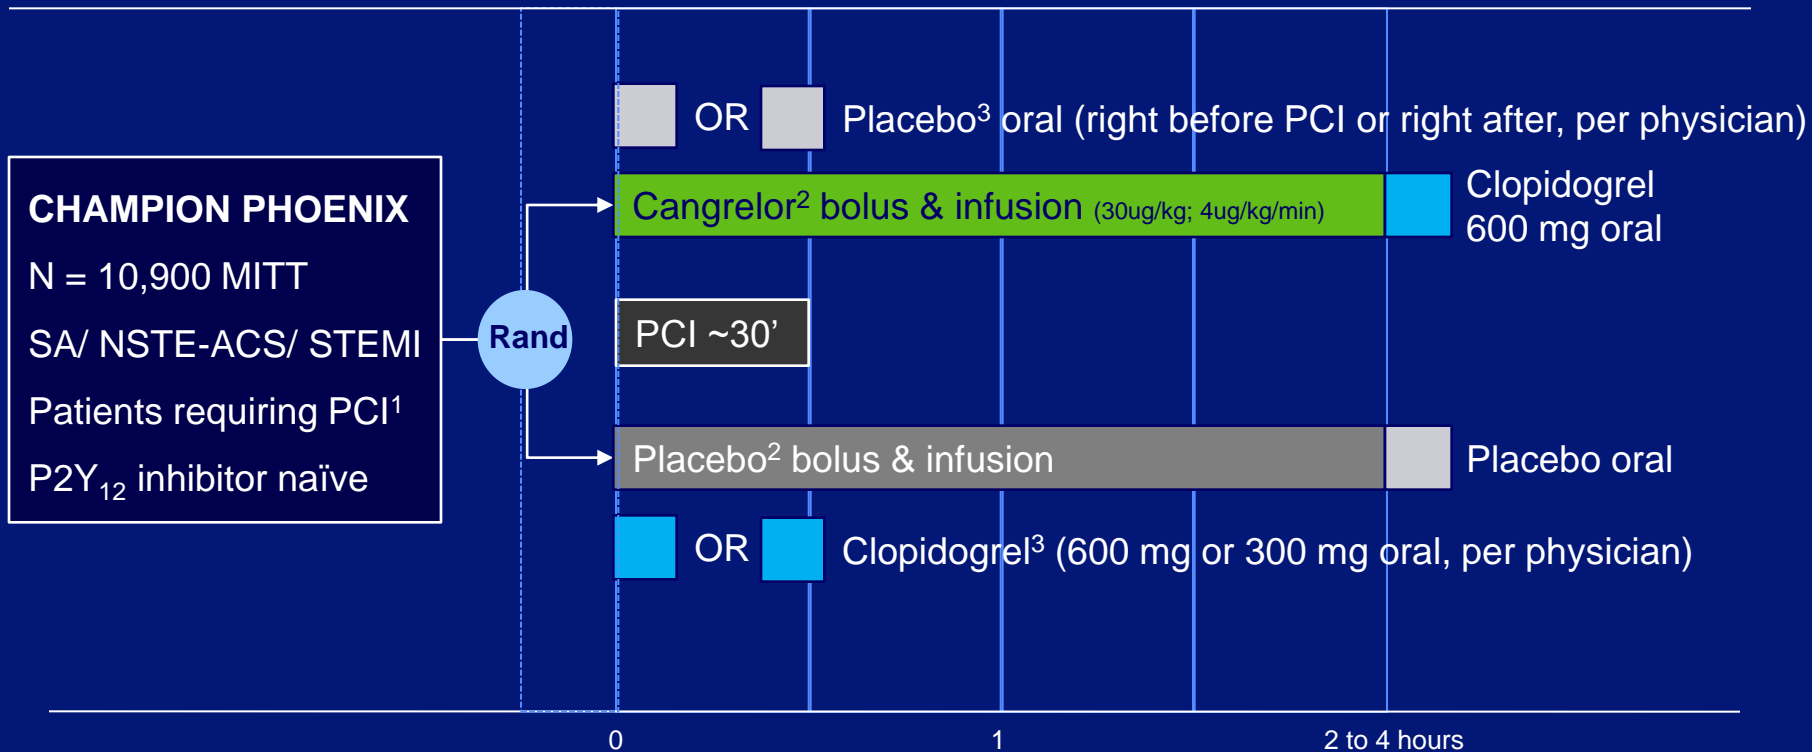 OR Placebo³ oral (right before PCI or right after, per physician)
CHAMPION PHOENIX
N = 10,900 MITT
SA/ NSTE-ACS/ STEMI
Patients requiring PCI¹
P2Y₁₂ inhibitor naïve
Rand
Cangrelor² bolus & infusion (30ug/kg; 4ug/kg/min)
Clopidogrel
600 mg oral
PCI ~30’
Placebo² bolus & infusion
Placebo oral
OR Clopidogrel³ (600 mg or 300 mg oral, per physician)
0 1 2 to 4 hours